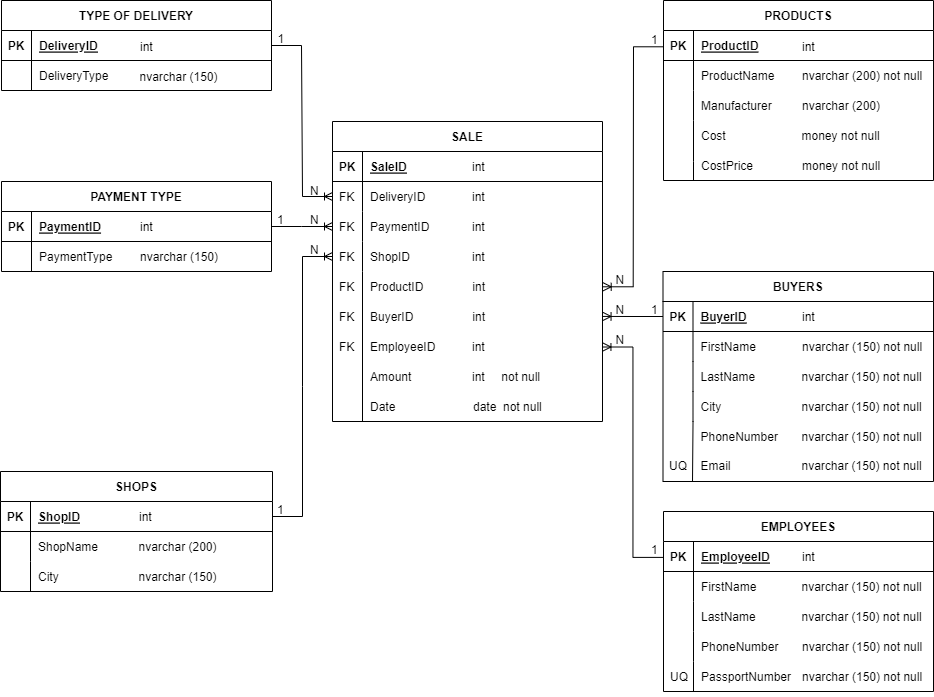 TYPE OF DELIVERY
PK DeliveryID int
DeliveryType nvarchar (150)
1
N
PAYMENT TYPE
PK PaymentID int
PaymentType nvarchar (150)
1
N
SHOPS
PK ShopID int
ShopName nvarchar (200)
City nvarchar (150)
1
N
SALE
PK SaleID int
FK DeliveryID int
FK PaymentID int
FK ShopID int
FK ProductID int
FK BuyerID int
FK EmployeeID int
Amount int not null
Date date not null
N
1
PRODUCTS
PK ProductID int
ProductName nvarchar (200) not null
Manufacturer nvarchar (200)
Cost money not null
CostPrice money not null
N
1
BUYERS
PK BuyerID int
FirstName nvarchar (150) not null
LastName nvarchar (150) not null
City nvarchar (150) not null
PhoneNumber nvarchar (150) not null
UQ Email nvarchar (150) not null
N
1
EMPLOYEES
PK EmployeeID int
FirstName nvarchar (150) not null
LastName nvarchar (150) not null
PhoneNumber nvarchar (150) not null
UQ PassportNumber nvarchar (150) not null